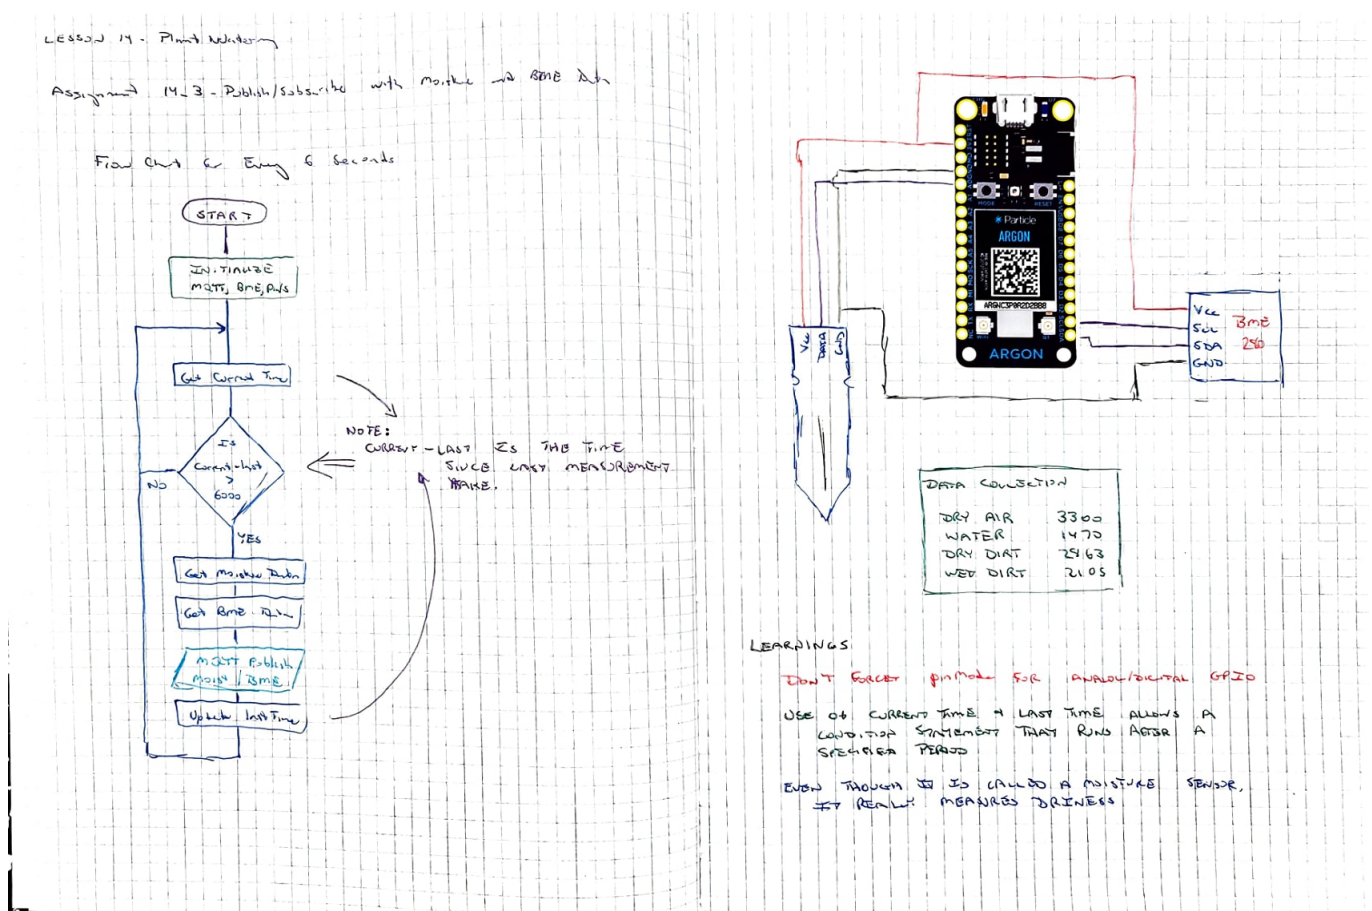 LESSON 14 - Plant Watering
Assignment 14_3 - Publish/Subscribe with Moisture and BME Data
Flow Chart for Every 6 Seconds
START
INITIALIZE
MQTT, BME, PINS
Get Current Time
IS
Current-last
>
6000
NO
YES
Get Moisture Data
Get BME Data
MQTT Publish
Moist / BME
Update last Time
NOTE:
CURRENT-LAST IS THE TIME
SINCE LAST MEASUREMENT
Particle
ARGON
MODE
RESET
ARGON
Vcc
DATA
GND
Vcc
SCL
SDA
GND
BME
280
DATA COLLECTION
DRY AIR 3300
WATER 1470
DRY DIRT
WET DIRT 2105
LEARNINGS
DON'T FORGET pinMode FOR ANALOG/DIGITAL GPIO
USE OF CURRENT TIME & LAST TIME ALLOWS A
CONDITION STATEMENT THAT RUNS AFTER A
SPECIFIED PERIOD
EVEN THOUGH IT IS CALLED A MOISTURE SENSOR,
IT REALLY MEASURES DRINESS